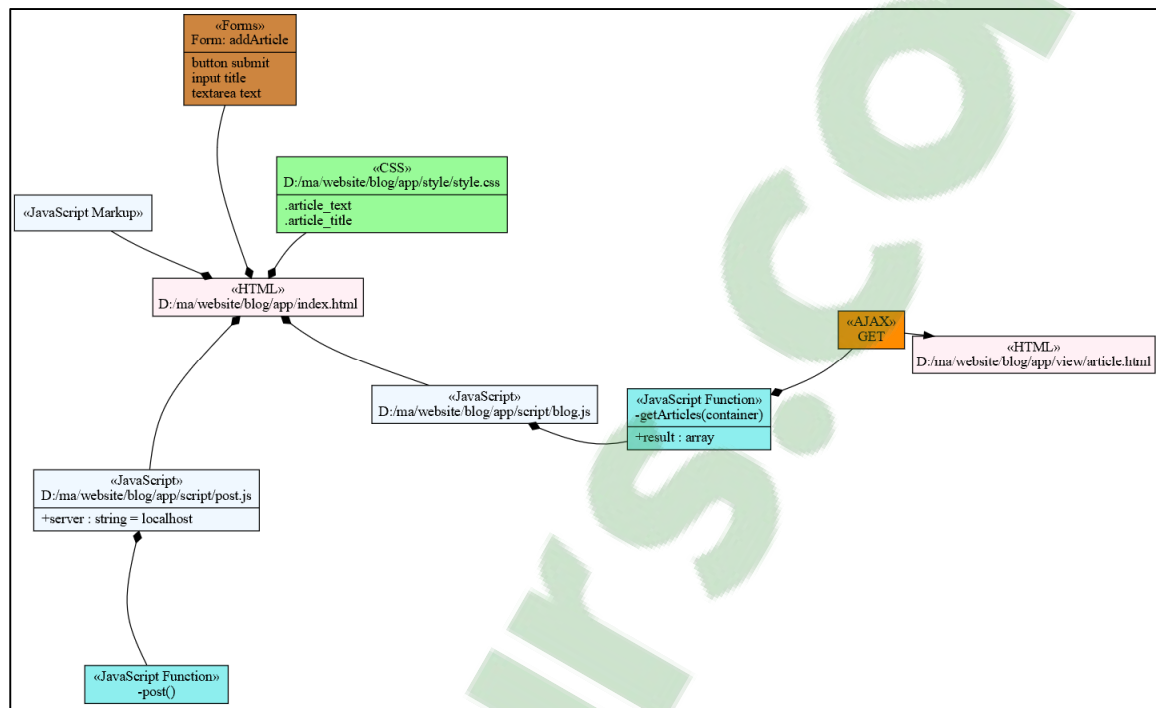 «Forms»
Form: addArticle
button submit
input title
textarea text
«CSS»
D:/ma/website/blog/app/style/style.css
.article_text
.article_title
«JavaScript Markup»
«HTML»
D:/ma/website/blog/app/index.html
«AJAX»
GET
«HTML»
D:/ma/website/blog/app/view/article.html
«JavaScript»
D:/ma/website/blog/app/script/blog.js
«JavaScript Function»
-getArticles(container)
+result : array
«JavaScript»
D:/ma/website/blog/app/script/post.js
+server : string = localhost
«JavaScript Function»
-post()
urs.co